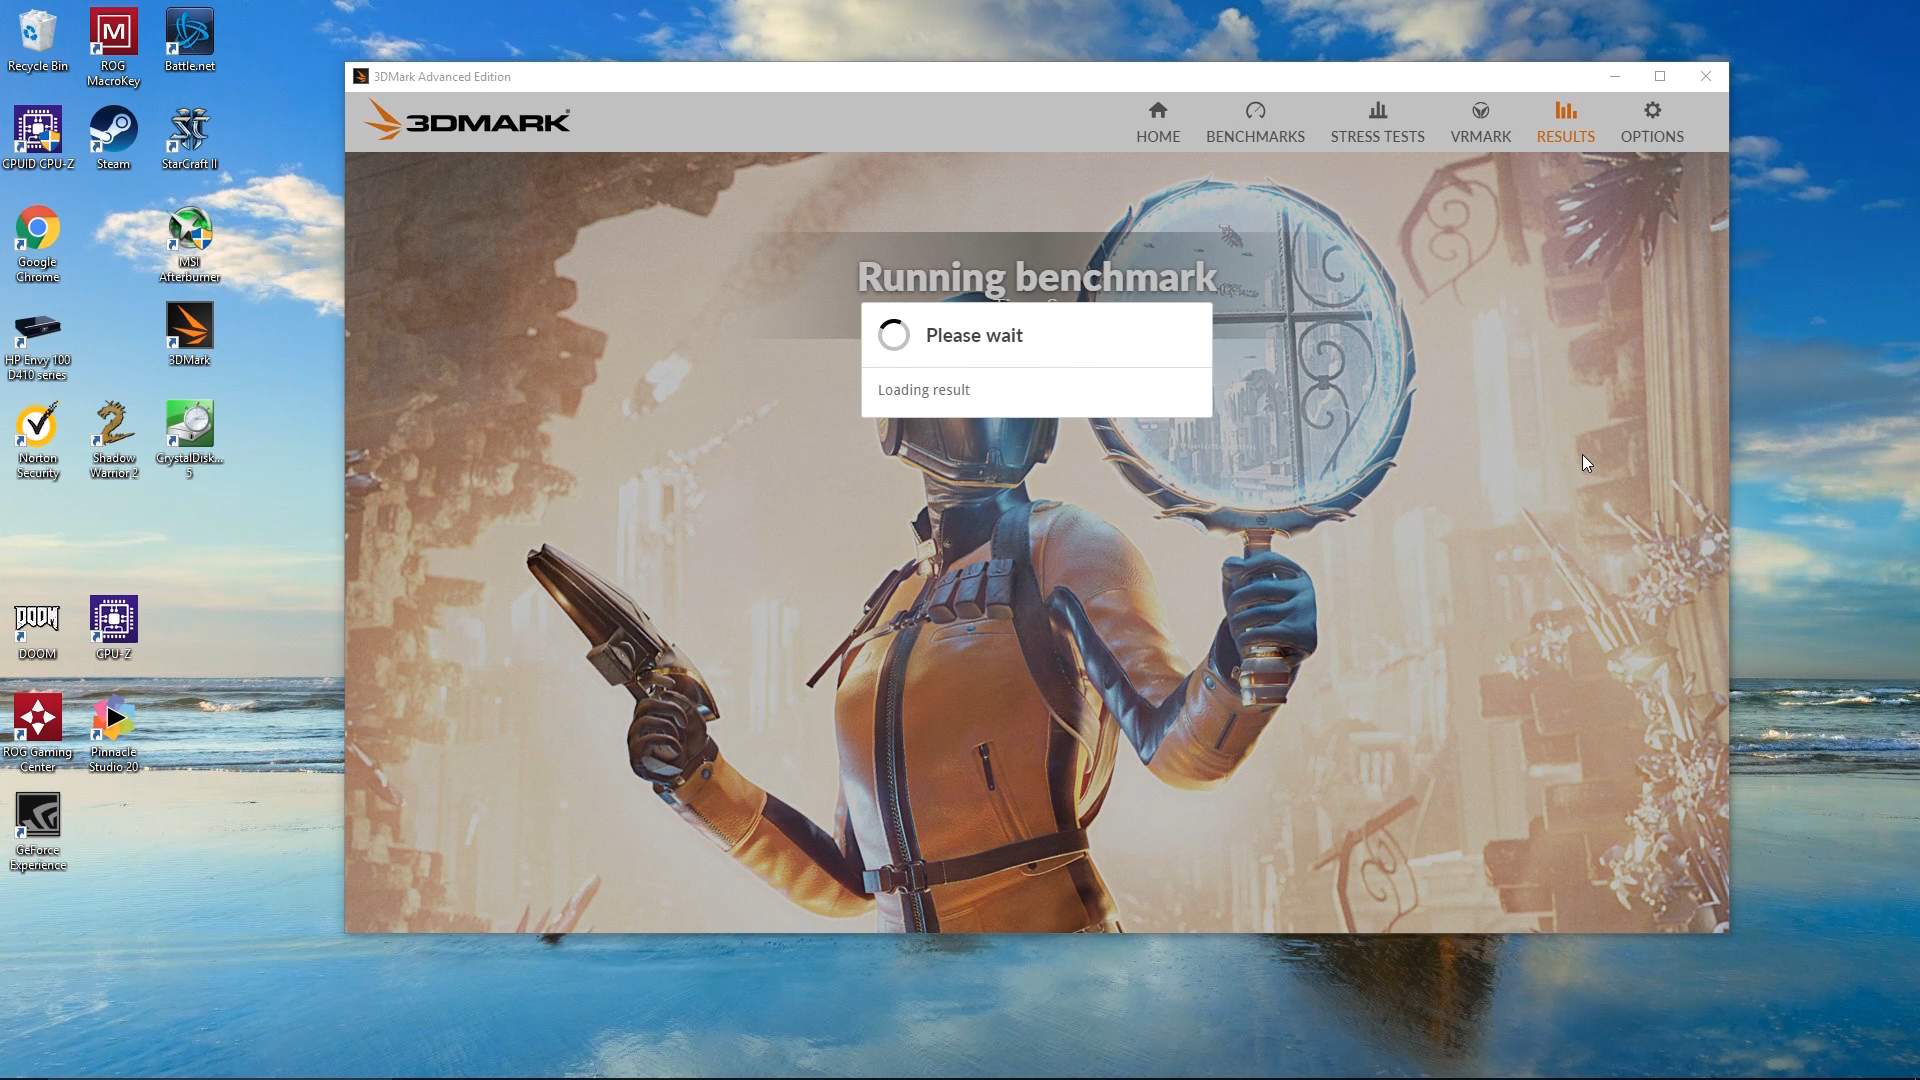 Recycle Bin
ROG
MacroKey
Battle.net
CPUID CPU-Z
Steam
StarCraft II
Google
Chrome
MSI
Afterburner
HP Envy 100
D410 series
3DMark
Norton
Security
Shadow
Warrior 2
CrystalDisk...
5
DOOM
DOOM
CPU-Z
ROG Gaming
Center
Pinnacle
Studio 20
GeForce
Experience
3DMark Advanced Edition
3DMARK
HOME
BENCHMARKS
STRESS TESTS
VRMARK
RESULTS
OPTIONS
Running benchmark
Please wait
Loading result